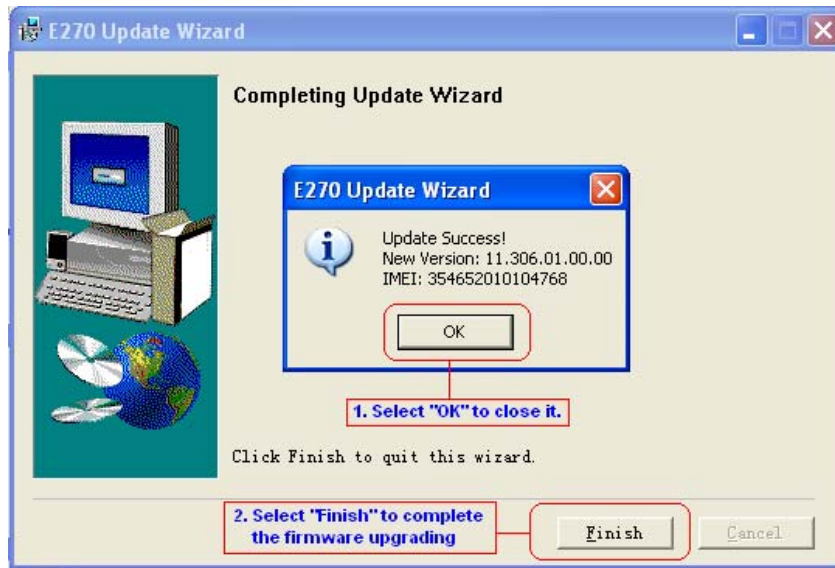 E270 Update Wizard
Completing Update Wizard
E270 Update Wizard
Update Success!
New Version: 11.306.01.00.00
IMEI: 354652010104768
OK
1. Select "OK" to close it.
Click Finish to quit this wizard.
2. Select "Finish" to complete
the firmware upgrading
Finish
Cancel